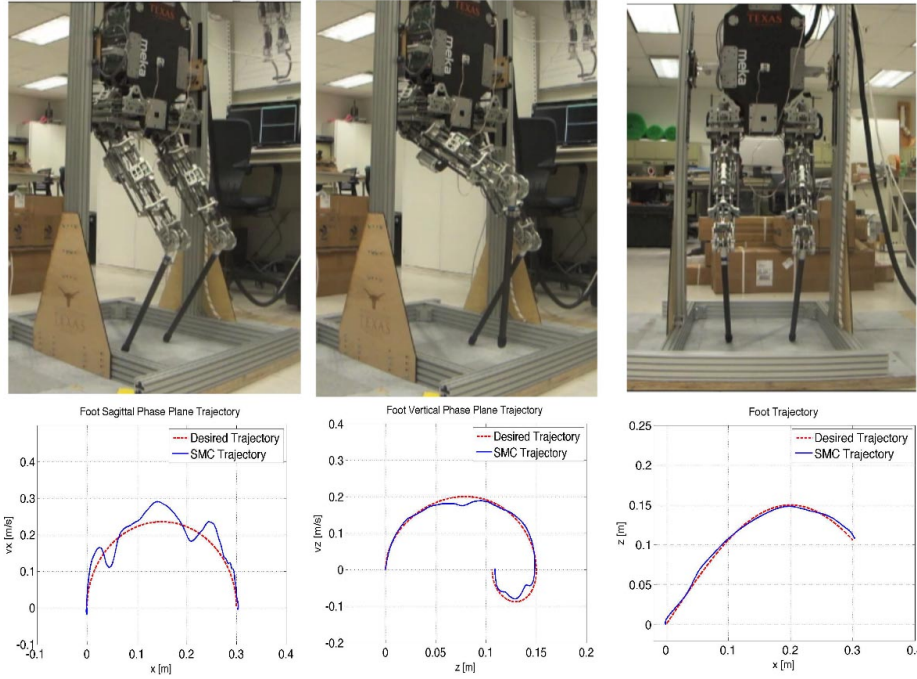 TEXAS
meka
TEXAS
TEXAS
meka
TEXAS
TEXAS
meka
Foot Sagittal Phase Plane Trajectory
Desired Trajectory
SMC Trajectory
0.4
0.3
0.2
0.1
0
-0.1
-0.1
0
0.1
0.2
0.3
0.4
vx [m/s]
x [m]
Foot Vertical Phase Plane Trajectory
Desired Trajectory
SMC Trajectory
0.4
0.3
0.2
0.1
0
-0.1
-0.2
0
0.05
0.10
0.15
0.2
vz [m/s]
z [m]
Foot Trajectory
Desired Trajectory
SMC Trajectory
0.25
0.2
0.15
0.1
0.05
0
0
0.1
0.2
0.3
z [m]
x [m]